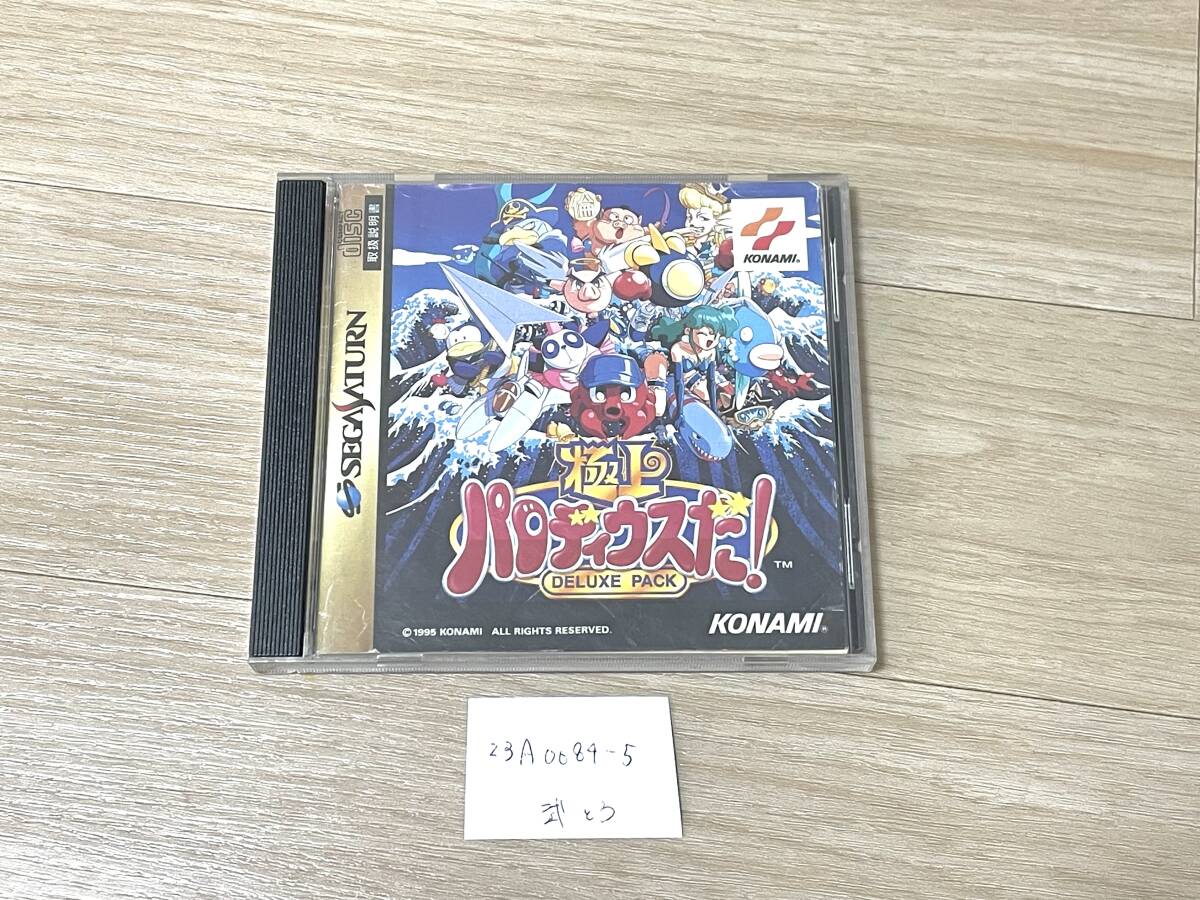 DISC
取扱説明書
SEGA SATURN
KONAMI
極上
パロディウスだ!
TM
DELUXE PACK
© 1995 KONAMI ALL RIGHTS RESERVED.
KONAMI
23A0084-5